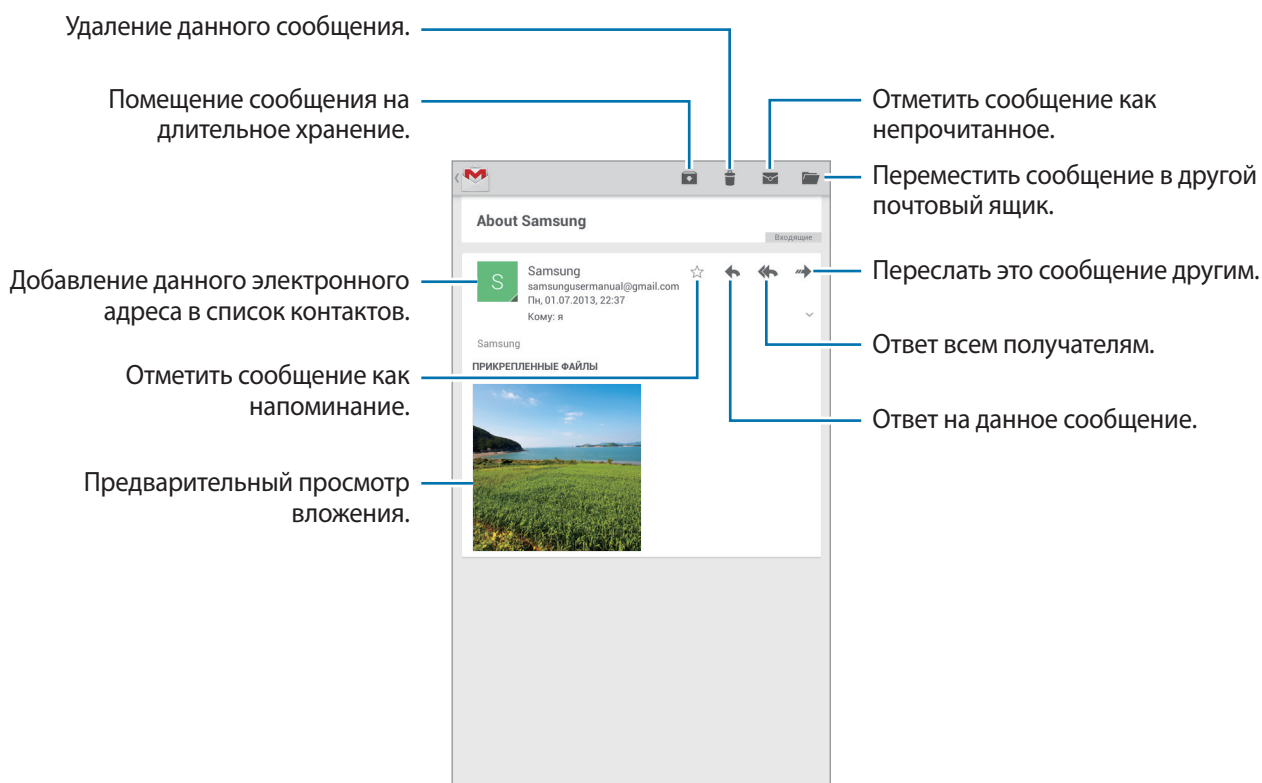 Удаление данного сообщения.
Помещение сообщения на
длительное хранение.
Отметить сообщение как
непрочитанное.
Переместить сообщение в другой
почтовый ящик.
About Samsung
Входящие
Добавление данного электронного
адреса в список контактов.
S
Samsung
samsungusermanual@gmail.com
Пн, 01.07.2013, 22:37
Кому: я
Переслать это сообщение другим.
Samsung
Ответ всем получателям.
ПРИКРЕПЛЕННЫЕ ФАЙЛЫ
Отметить сообщение как
напоминание.
Ответ на данное сообщение.
Предварительный просмотр
вложения.